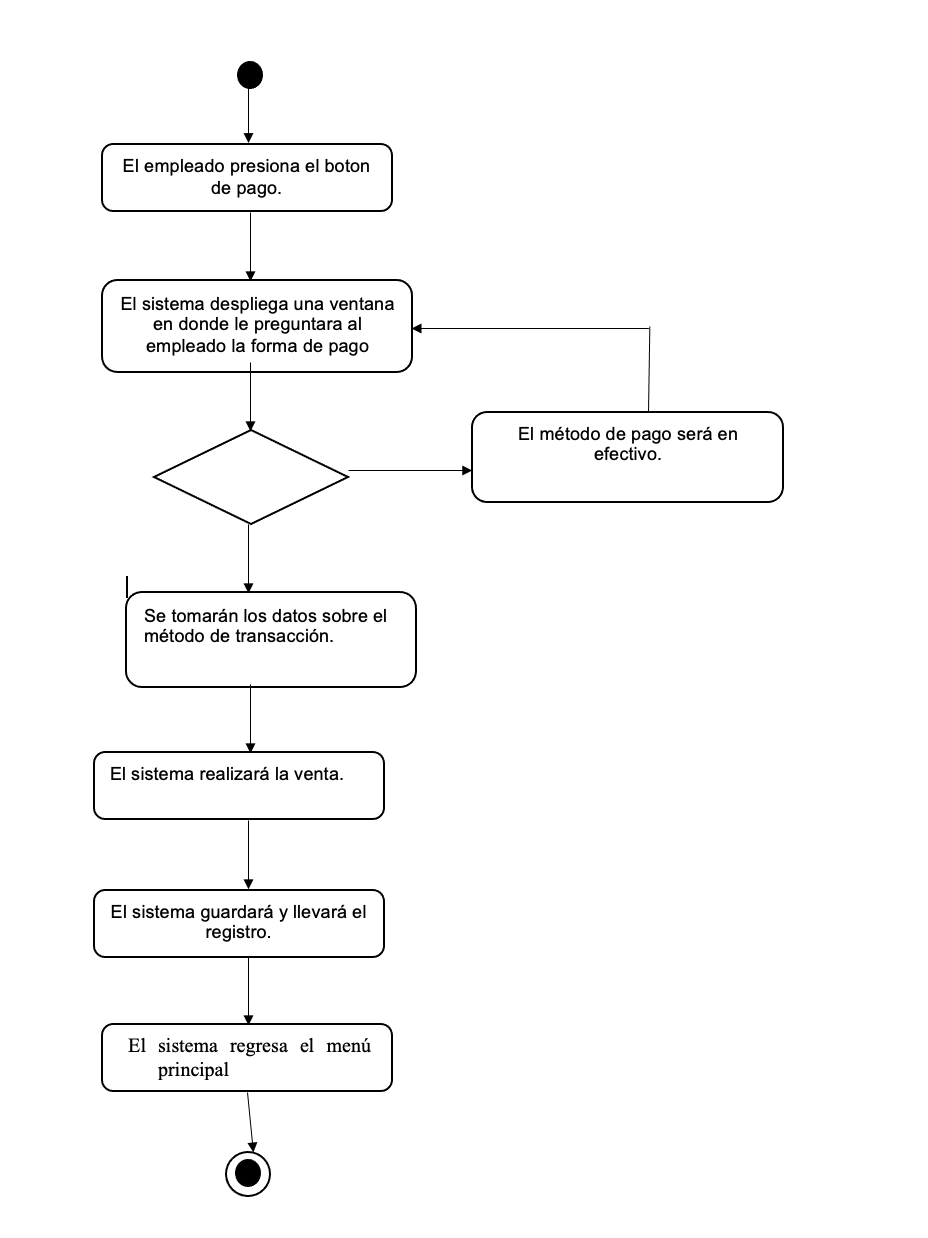 El empleado presiona el boton
de pago.
El sistema despliega una ventana
en donde le preguntara al
empleado la forma de pago
El método de pago será en
efectivo.
Se tomarán los datos sobre el
método de transacción.
El sistema realizará la venta.
El sistema guardará y llevará el
registro.
El sistema regresa el menú
principal